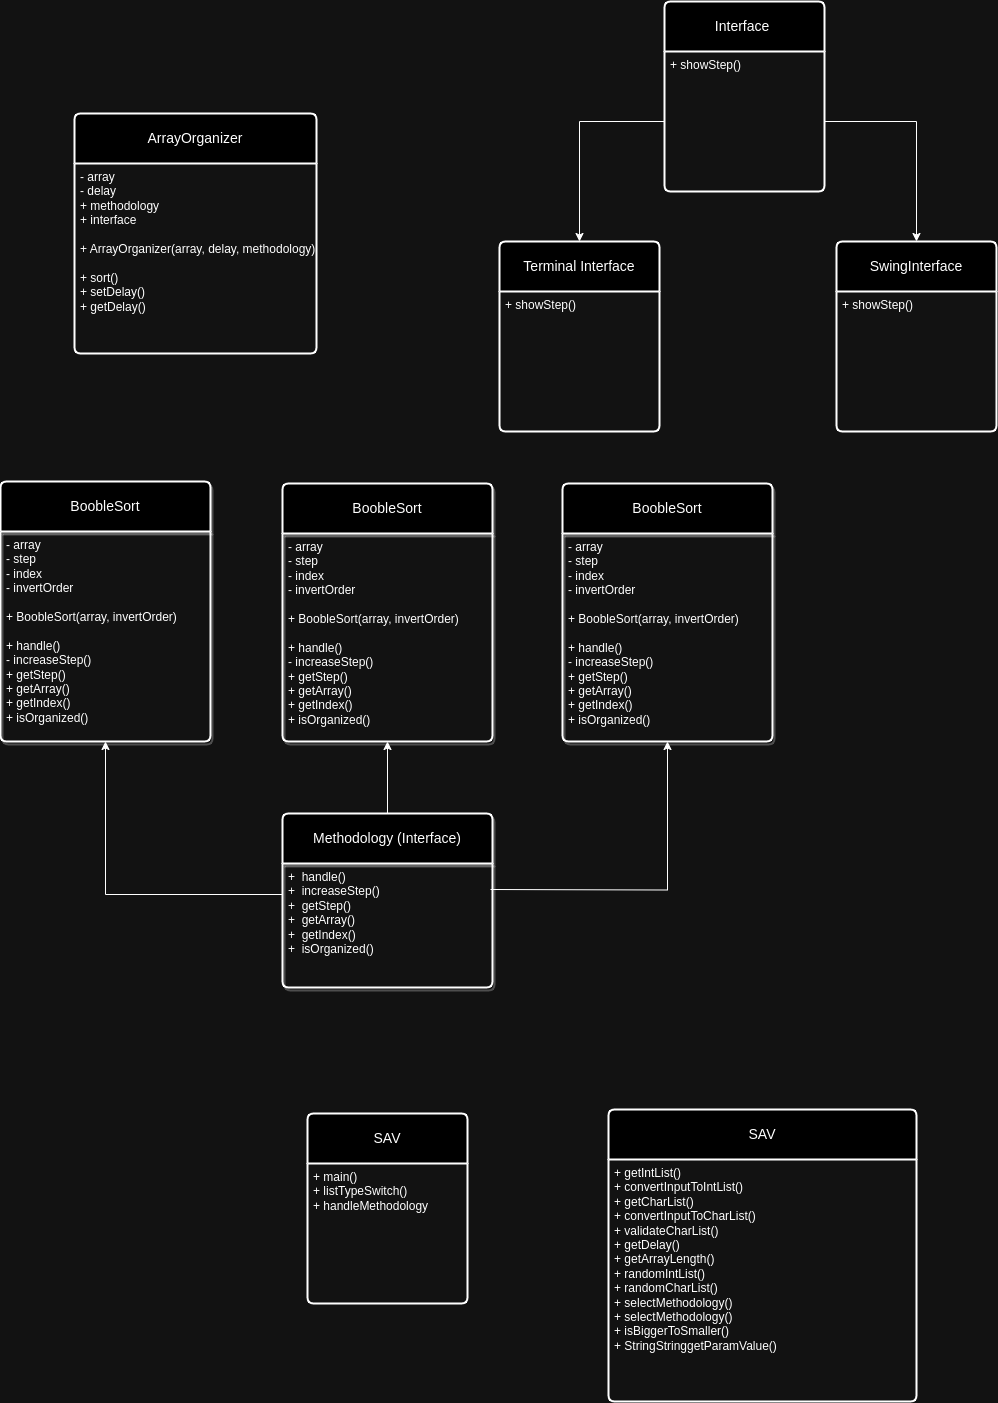 Interface
+ showStep()
ArrayOrganizer
- array
- delay
+ methodology
+ interface
+ ArrayOrganizer(array, delay, methodology)
+ sort()
+ setDelay()
+ getDelay()
Terminal Interface
+ showStep()
SwingInterface
+ showStep()
BoobleSort
- array
- step
- index
- invertOrder
+ BoobleSort(array, invertOrder)
+ handle()
- increaseStep()
+ getStep()
+ getArray()
+ getIndex()
+ isOrganized()
BoobleSort
- array
- step
- index
- invertOrder
+ BoobleSort(array, invertOrder)
+ handle()
- increaseStep()
+ getStep()
+ getArray()
+ getIndex()
+ isOrganized()
BoobleSort
- array
- step
- index
- invertOrder
+ BoobleSort(array, invertOrder)
+ handle()
- increaseStep()
+ getStep()
+ getArray()
+ getIndex()
+ isOrganized()
Methodology (Interface)
+ handle()
+ increaseStep()
+ getStep()
+ getArray()
+ getIndex()
+ isOrganized()
SAV
+ main()
+ listTypeSwitch()
+ handleMethodology
SAV
+ getIntList()
+ convertInputToIntList()
+ getCharList()
+ convertInputToCharList()
+ validateCharList()
+ getDelay()
+ getArrayLength()
+ randomIntList()
+ randomCharList()
+ selectMethodology()
+ selectMethodology()
+ isBiggerToSmaller()
+ StringStringgetParamValue()